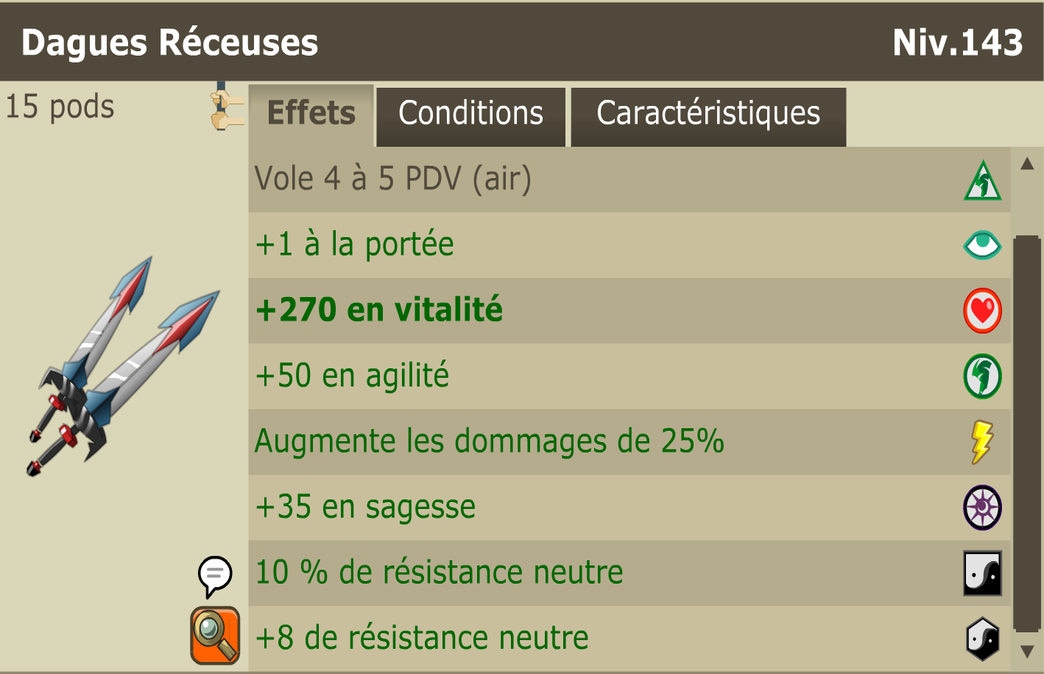 Dagues Réceuses
Niv.143
15 pods
Effets
Conditions
Caractéristiques
Vole 4 à 5 PDV (air)
+1 à la portée
+270 en vitalité
+50 en agilité
Augmente les dommages de 25%
+35 en sagesse
10 % de résistance neutre
+8 de résistance neutre